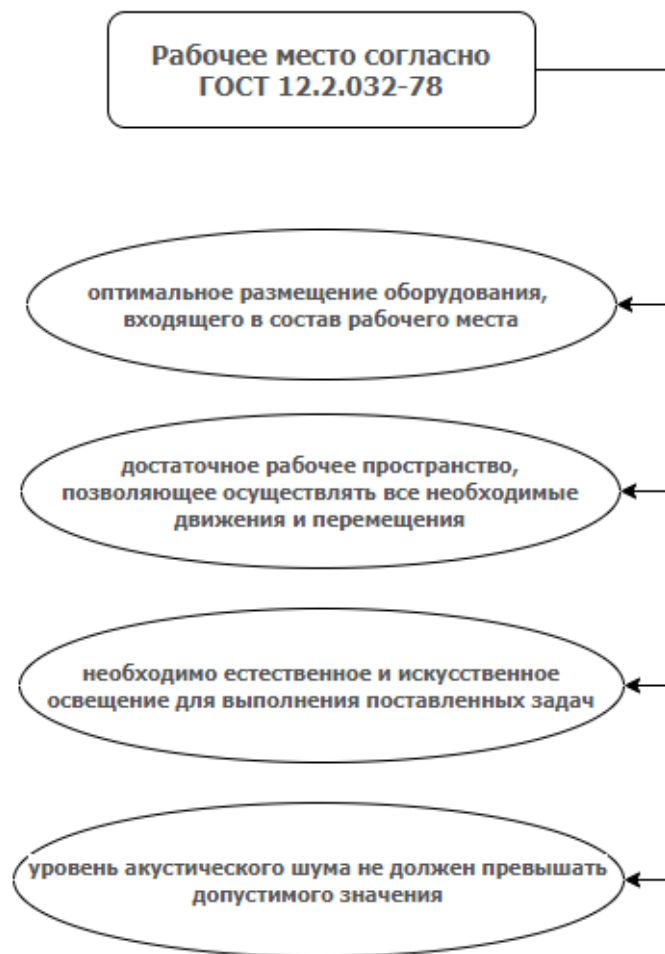 Рабочее место согласно
ГОСТ 12.2.032-78
оптимальное размещение оборудования,
входящего в состав рабочего места
достаточное рабочее пространство,
позволяющее осуществлять все необходимые
движения и перемещения
необходимо естественное и искусственное
освещение для выполнения поставленных задач
уровень акустического шума не должен превышать
допустимого значения